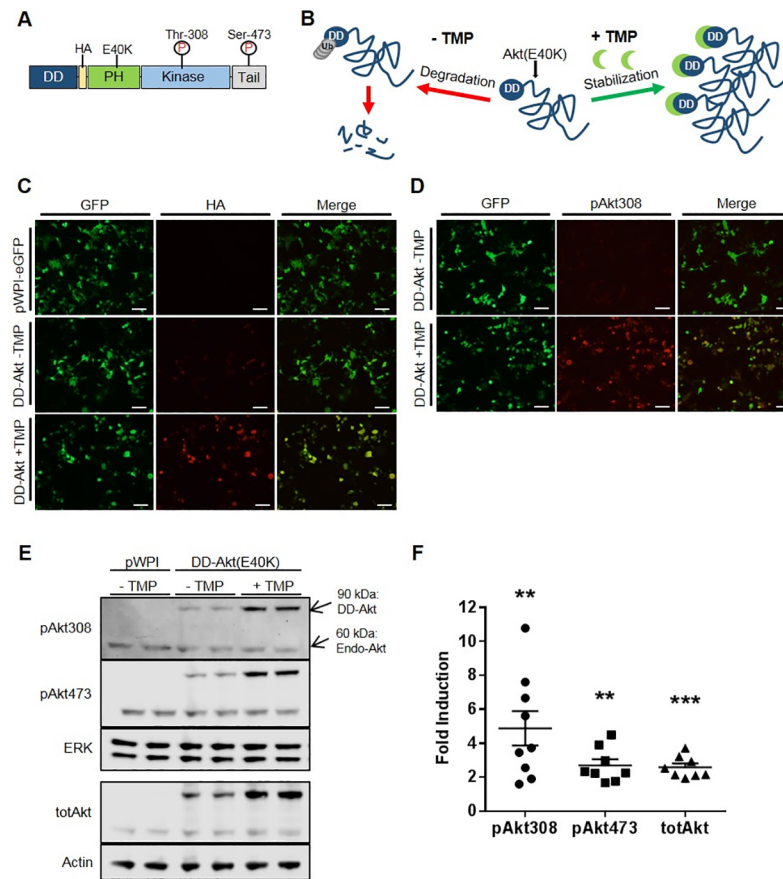 A
HA
E40K
Thr-308
Ser-473
P
P
DD
PH
Kinase
Tail
B
DD
Ub
- TMP
Degradation
Akt(E40K)
DD
+ TMP
Stabilization
DD
DD
DD
C
GFP
HA
Merge
pWPI-eGFP
DD-Akt -TMP
DD-Akt +TMP
D
GFP
pAkt308
Merge
DD-Akt -TMP
DD-Akt +TMP
E
pWPI
DD-Akt(E40K)
- TMP
- TMP
+ TMP
90 kDa:
DD-Akt
60 kDa:
Endo-Akt
pAkt308
pAkt473
ERK
totAkt
Actin
F
Fold Induction
12
10
8
6
4
2
0
**
**
***
pAkt308
pAkt473
totAkt